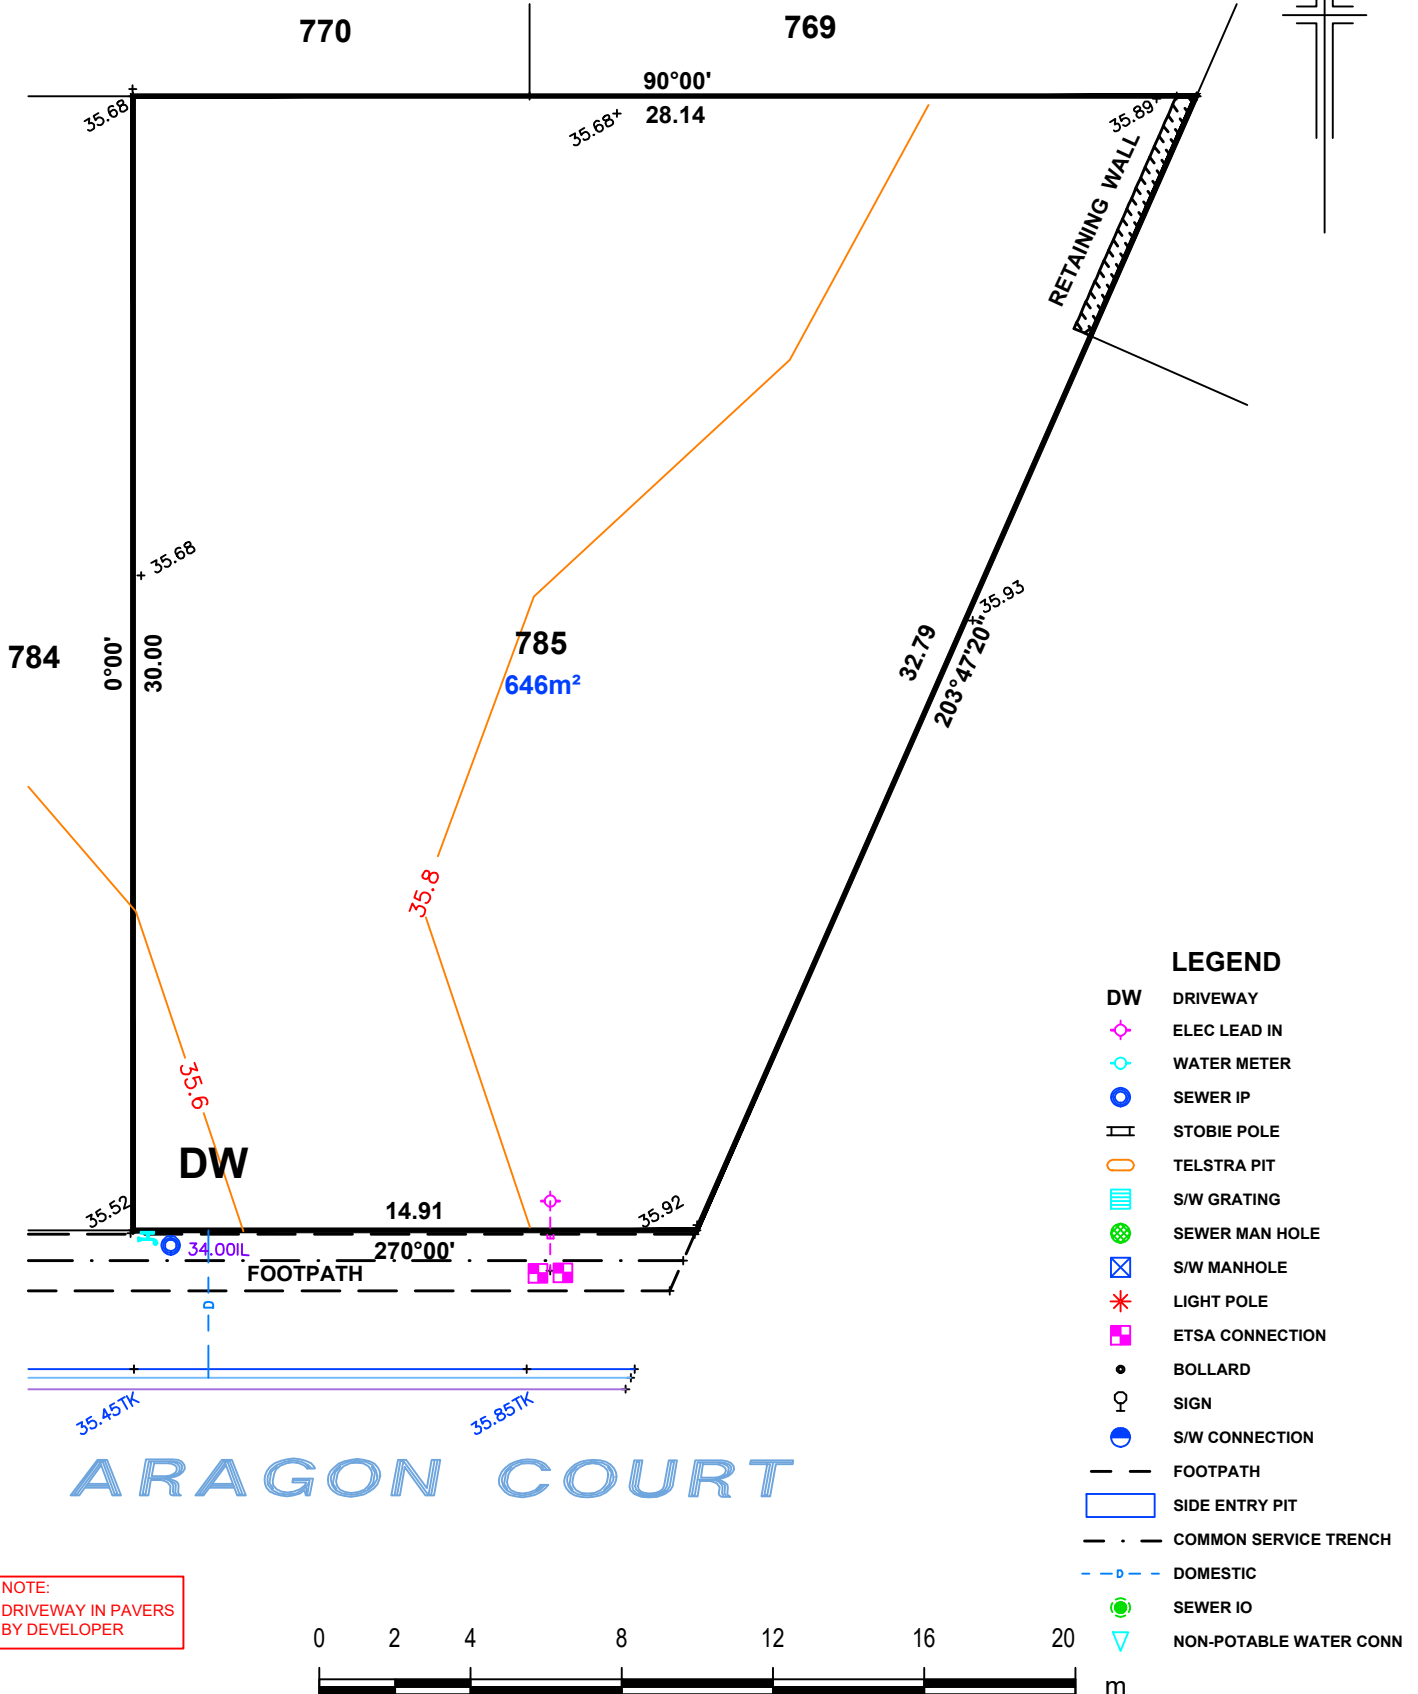 770
769
90°00'
28.14
35.68
35.68
35.89
RETAINING WALL
35.68
35.93
784
0°00'
30.00
785
646m²
32.79
203°47'20"
35.8
35.6
DW
35.52
14.91
35.92
34.00IL
270°00'
FOOTPATH
D
35.45TK
35.85TK
ARAGON COURT
NOTE:
DRIVEWAY IN PAVERS
BY DEVELOPER
0 2 4 8 12 16 20
m
LEGEND
DW DRIVEWAY
ELEC LEAD IN
WATER METER
SEWER IP
STOBIE POLE
TELSTRA PIT
S/W GRATING
SEWER MAN HOLE
S/W MANHOLE
LIGHT POLE
ETSA CONNECTION
BOLLARD
SIGN
S/W CONNECTION
FOOTPATH
SIDE ENTRY PIT
COMMON SERVICE TRENCH
D DOMESTIC
SEWER IO
NON-POTABLE WATER CONN